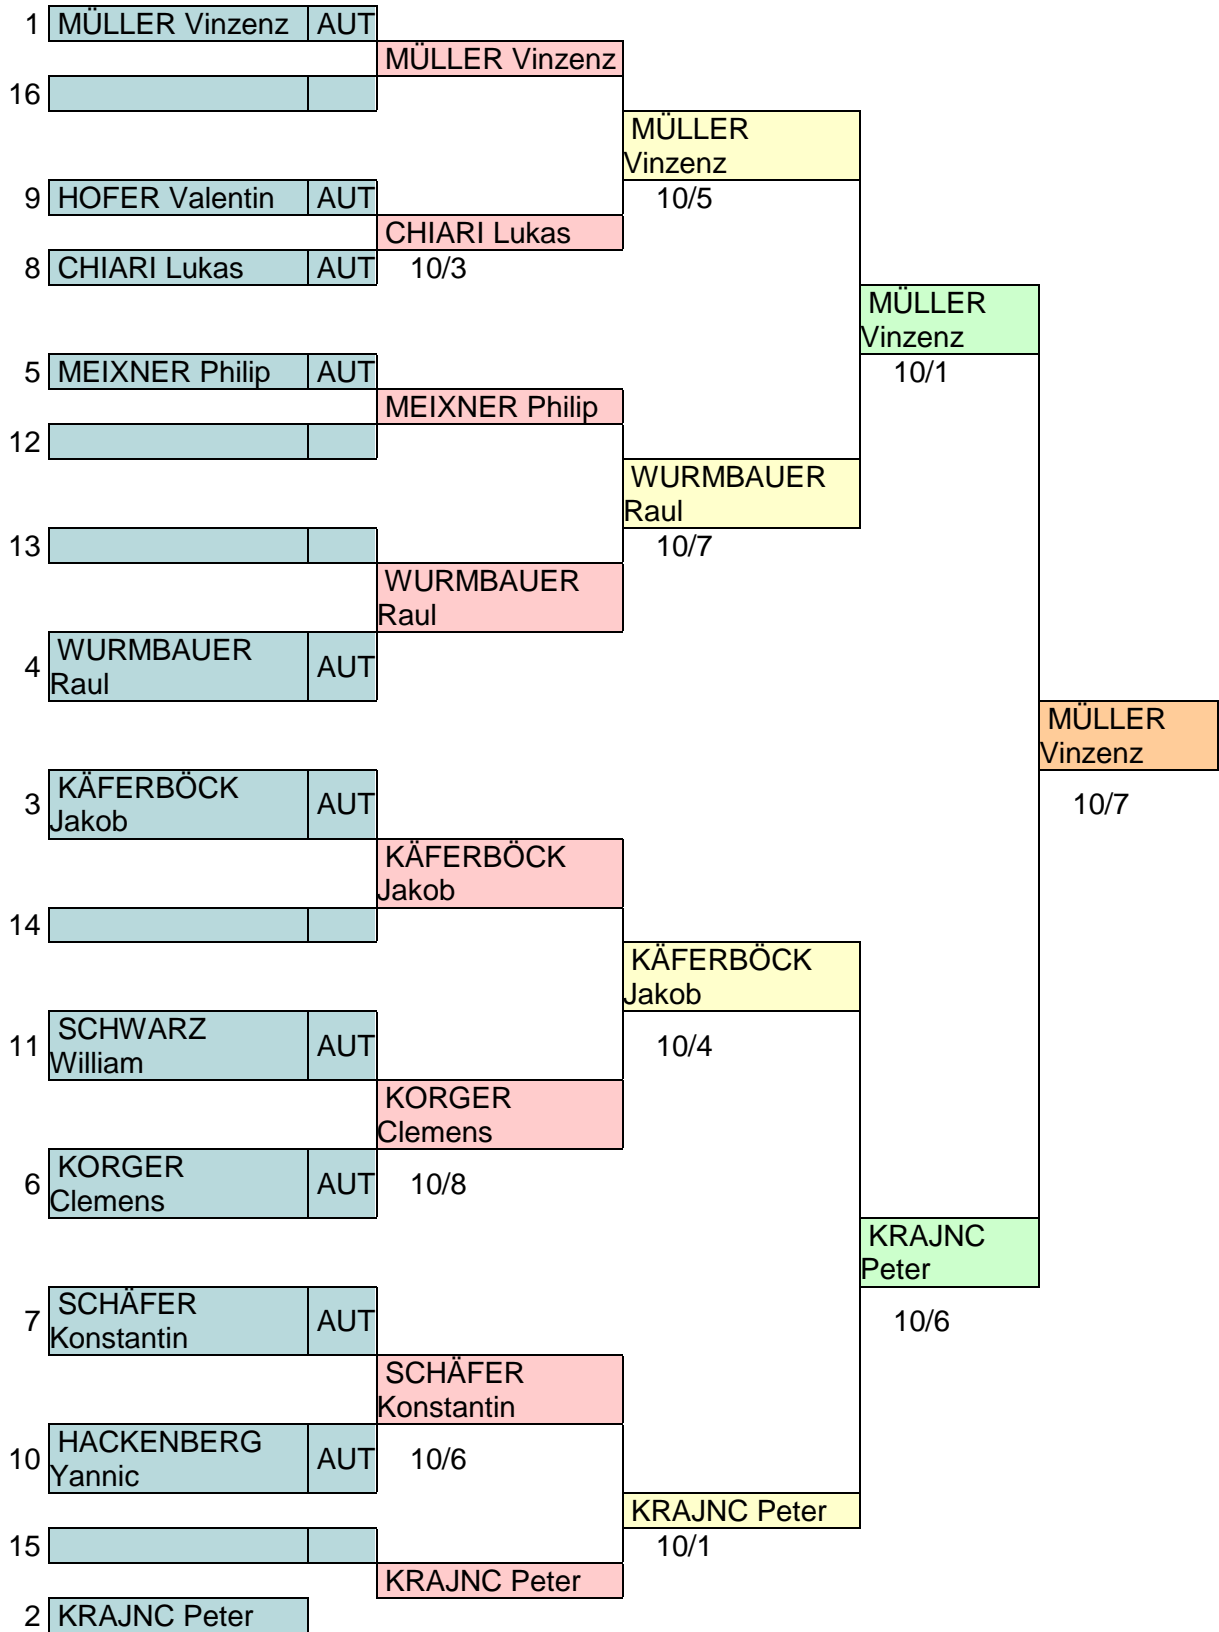 1 MÜLLER Vinzenz AUT
MÜLLER Vinzenz
16
MÜLLER
Vinzenz
9 HOFER Valentin AUT
10/5
CHIARI Lukas
8 CHIARI Lukas AUT
10/3
MÜLLER
Vinzenz
5 MEIXNER Philip AUT
10/1
MEIXNER Philip
12
WURMBAUER
Raul
13
10/7
WURMBAUER
Raul
4 WURMBAUER
Raul
AUT
MÜLLER
Vinzenz
3 KÄFERBÖCK
Jakob
AUT
10/7
KÄFERBÖCK
Jakob
14
KÄFERBÖCK
Jakob
11 SCHWARZ
William
AUT
10/4
KORGER
Clemens
6 KORGER
Clemens
AUT
10/8
KRAJNC
Peter
7 SCHÄFER
Konstantin
AUT
10/6
SCHÄFER
Konstantin
10 HACKENBERG
Yannic
AUT
10/6
KRAJNC Peter
15
10/1
KRAJNC Peter
2 KRAJNC Peter